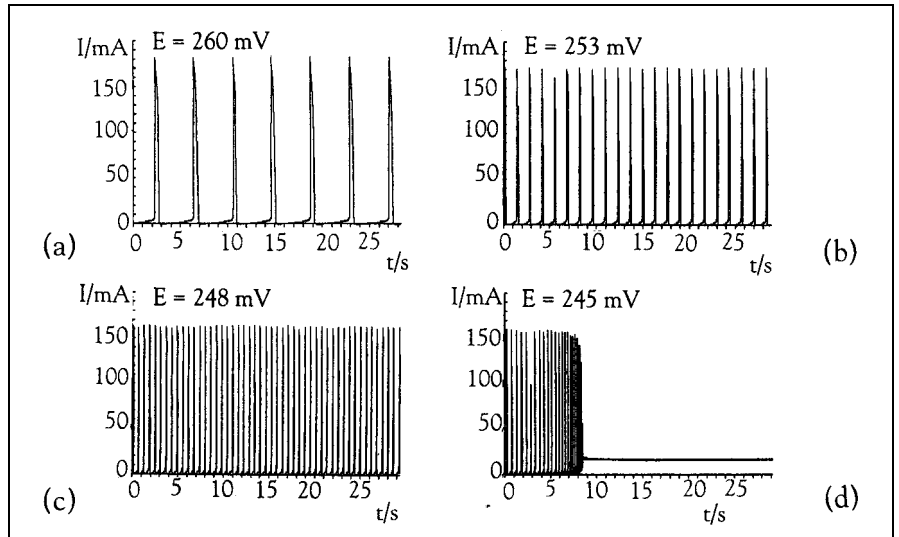 I/mA E = 260 mV
150
100
50
0
0 5 10 15 20 25
t/s
(a)
I/mA E = 253 mV
150
100
50
0
0 5 10 15 20 25
t/s
(b)
I/mA E = 248 mV
150
100
50
0
0 5 10 15 20 25
t/s
(c)
I/mA E = 245 mV
150
100
50
0
0 5 10 15 20 25
t/s
(d)